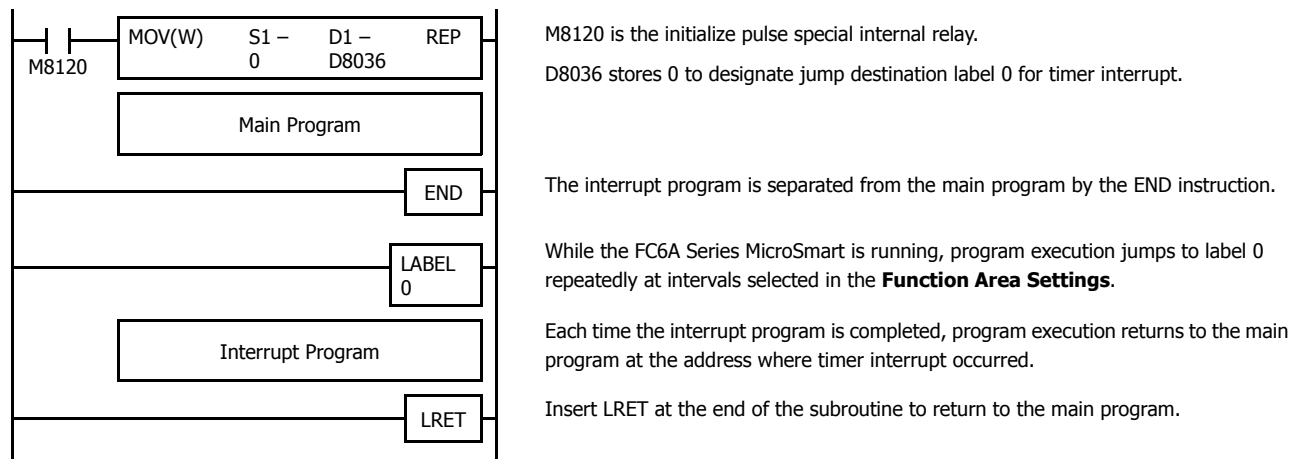 MOV(W) S1 – D1 – REP
0 D8036
M8120
M8120 is the initialize pulse special internal relay.
D8036 stores 0 to designate jump destination label 0 for timer interrupt.
Main Program
END
The interrupt program is separated from the main program by the END instruction.
LABEL
0
While the FC6A Series MicroSmart is running, program execution jumps to label 0
repeatedly at intervals selected in the Function Area Settings.
Interrupt Program
Each time the interrupt program is completed, program execution returns to the main
program at the address where timer interrupt occurred.
LRET
Insert LRET at the end of the subroutine to return to the main program.